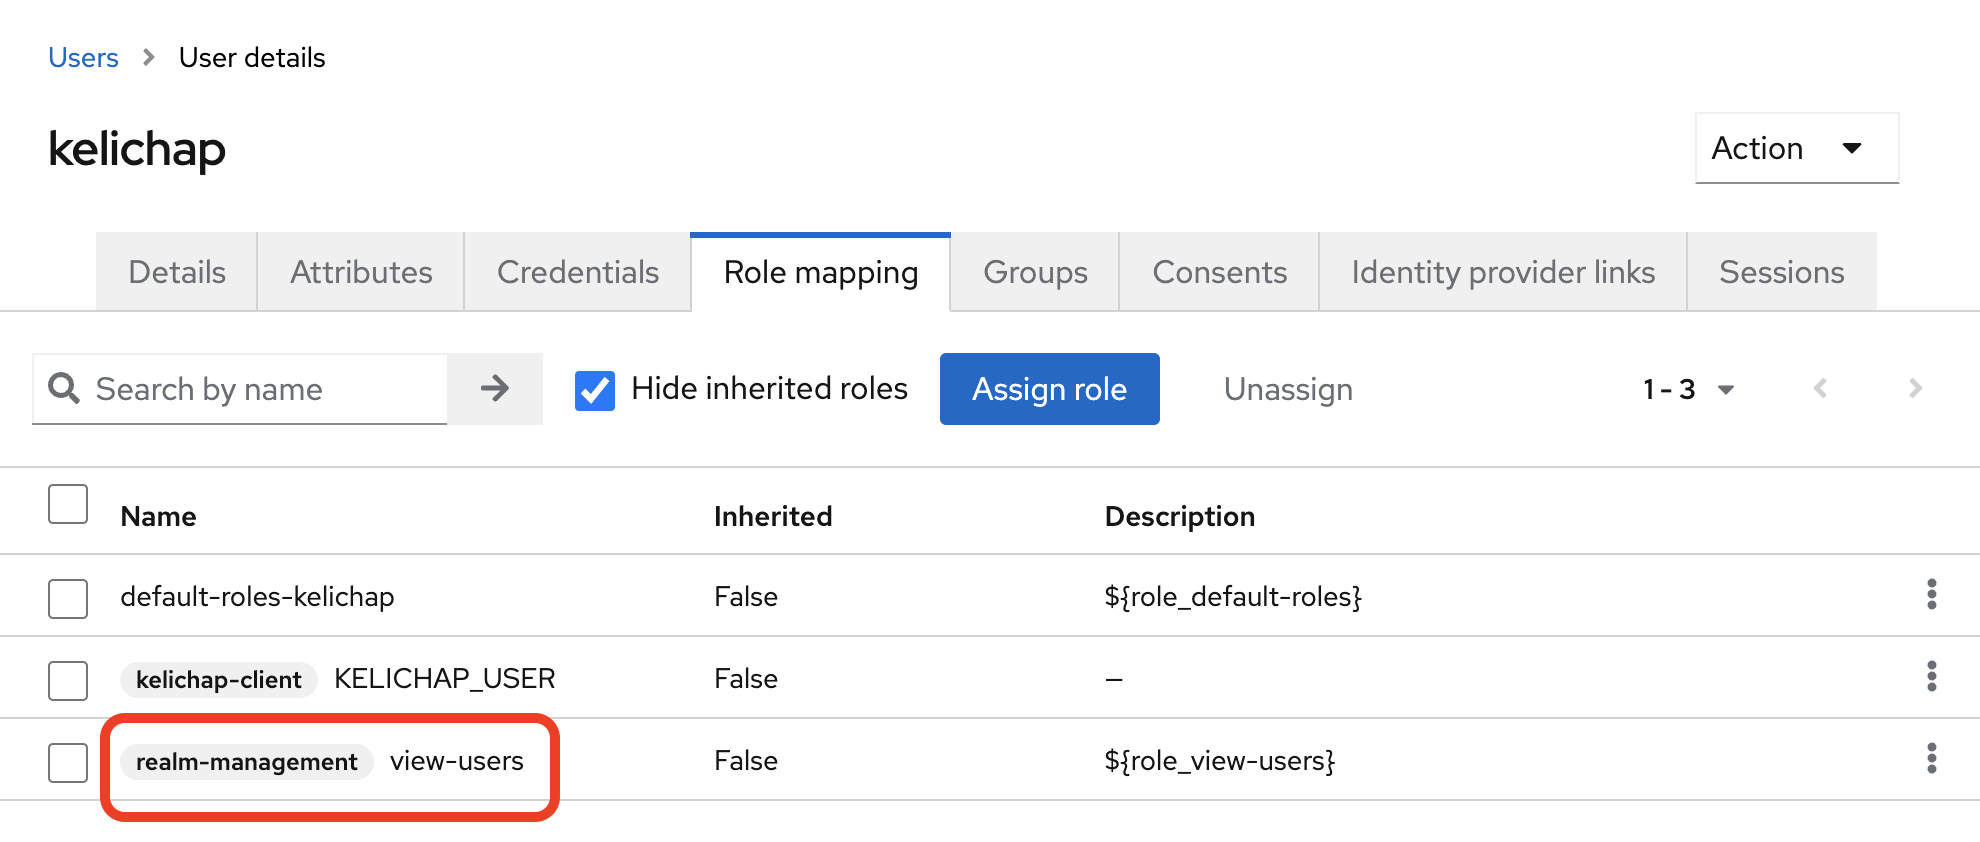 Users > User details
kelichap
Action
Details Attributes Credentials Role mapping Groups Consents Identity provider links Sessions
Search by name Hide inherited roles Assign role Unassign 1 - 3
Name Inherited Description
default-roles-kelichap False ${role_default-roles}
kelichap-client KELICHAP_USER False —
realm-management view-users False ${role_view-users}